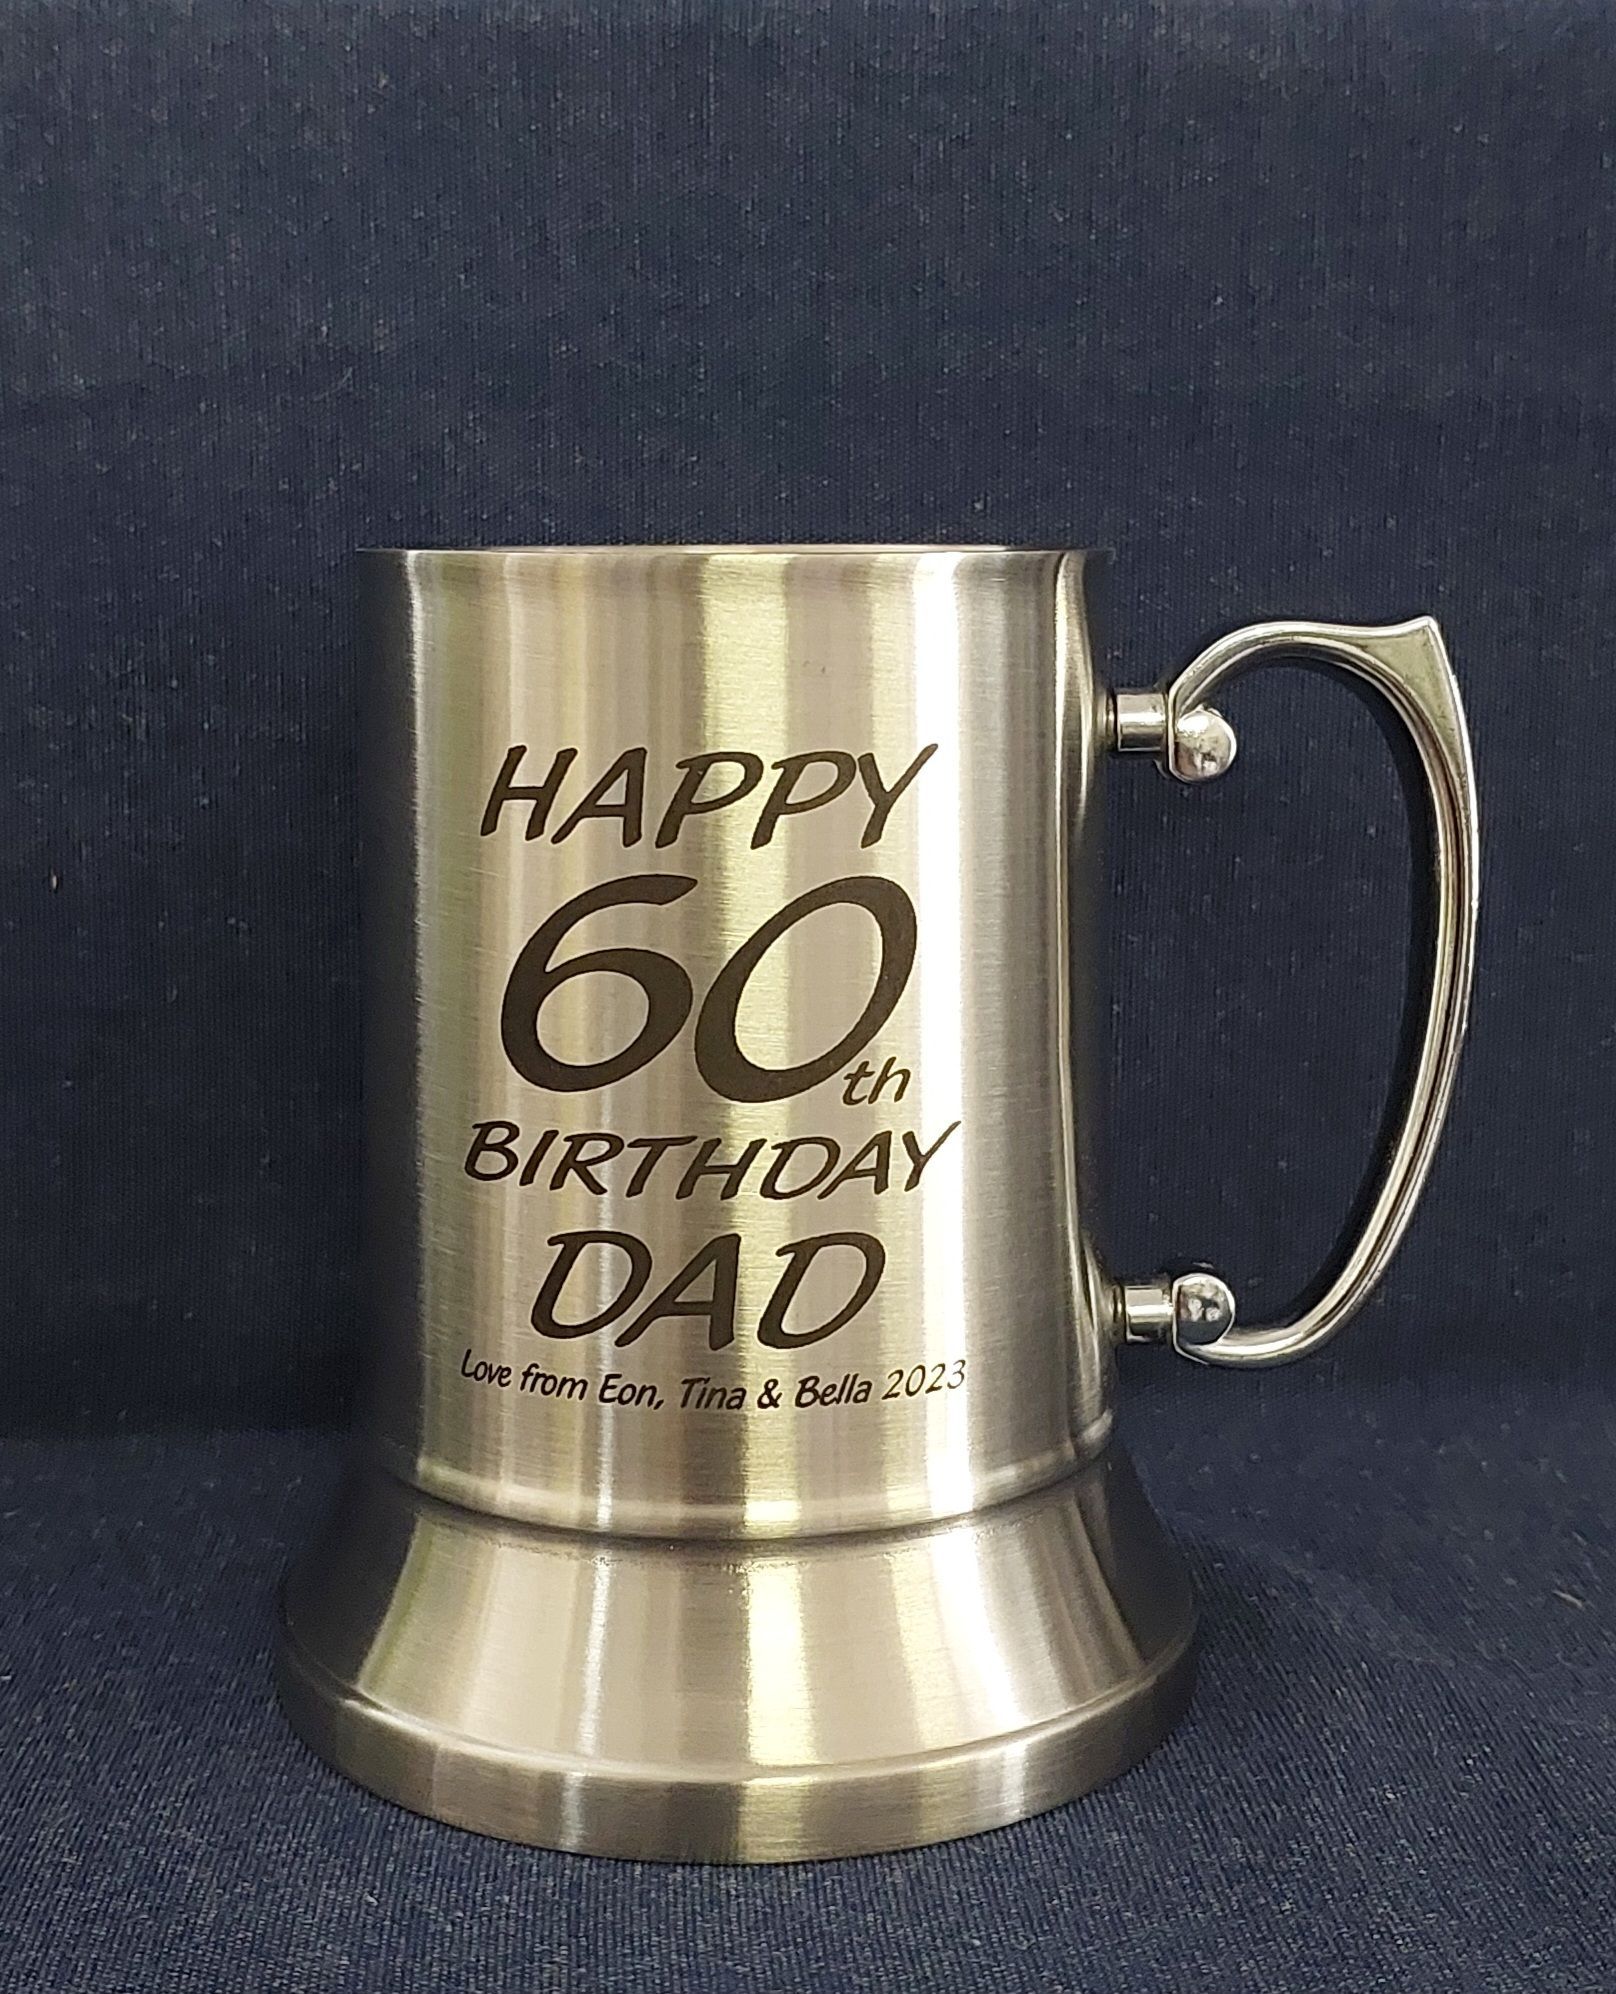 HAPPY
60th
BIRTHDAY
DAD
Love from Eon, Tina & Bella 2023